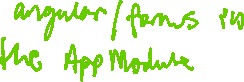 angular/forms in
the AppModule